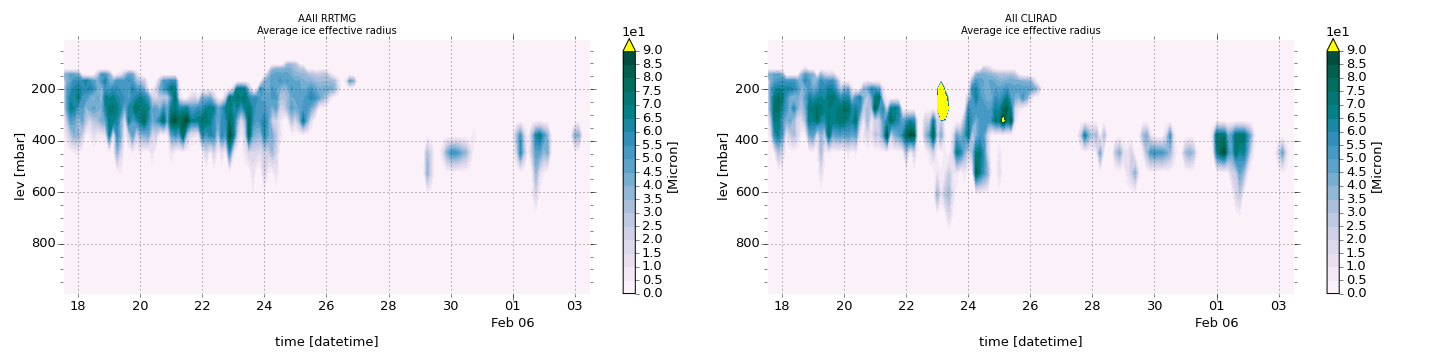 AAII RRTMG
Average ice effective radius
1e1
9.0
8.5
8.0
7.5
7.0
6.5
6.0
5.5
5.0
4.5
4.0
3.5
3.0
2.5
2.0
1.5
1.0
0.5
0.0
[Micron]
200
400
600
800
lev [mbar]
18 20 22 24 26 28 30 01 03
Feb 06
time [datetime]
AII CLIRAD
Average ice effective radius
1e1
9.0
8.5
8.0
7.5
7.0
6.5
6.0
5.5
5.0
4.5
4.0
3.5
3.0
2.5
2.0
1.5
1.0
0.5
0.0
[Micron]
200
400
600
800
lev [mbar]
18 20 22 24 26 28 30 01 03
Feb 06
time [datetime]